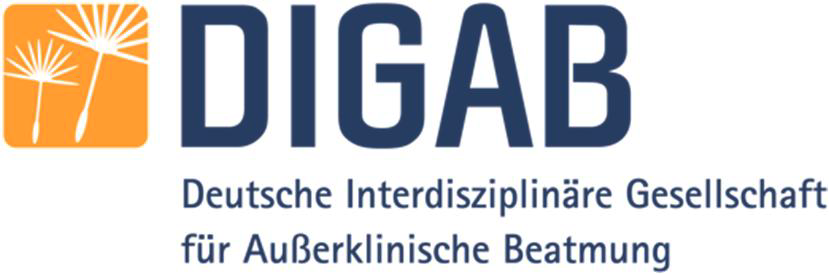 DIGAB
Deutsche Interdisziplinäre Gesellschaft
für Außerklinische Beatmung